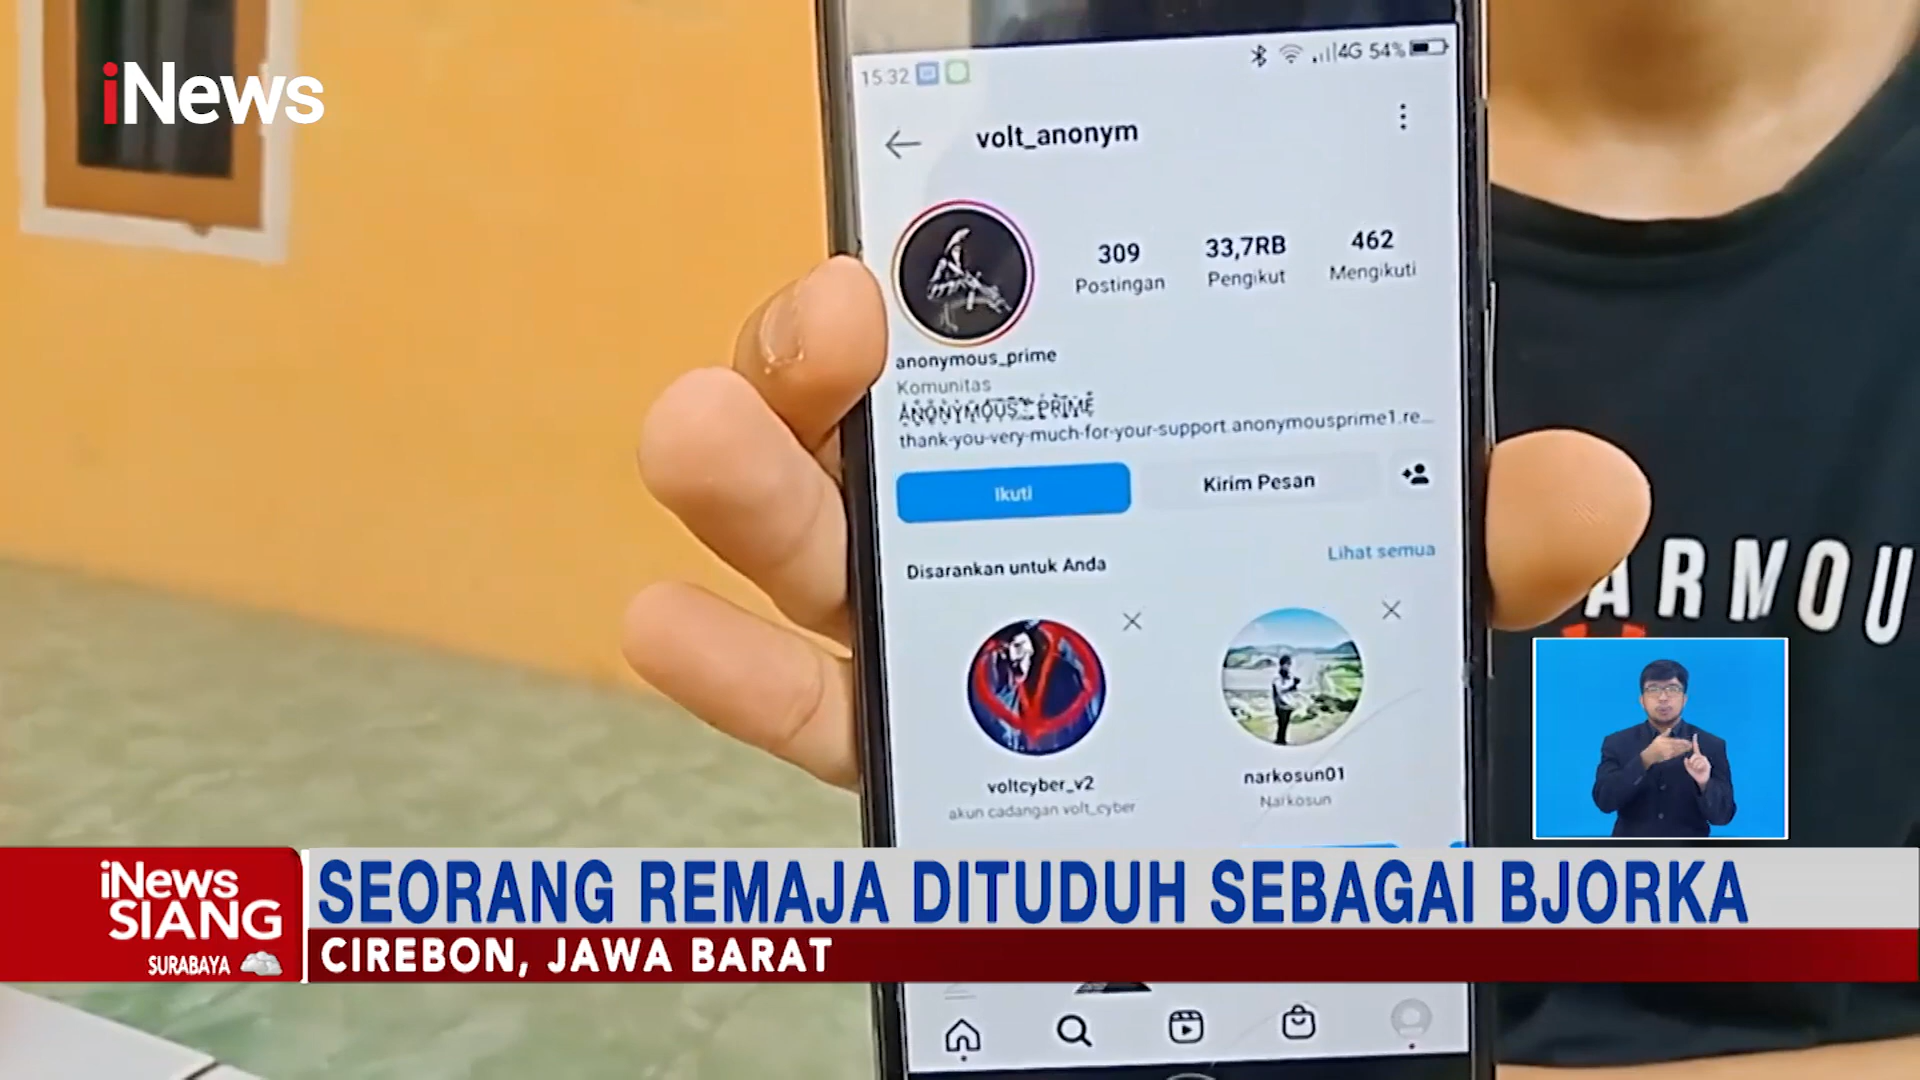 iNews
15:32
4G 54%
volt_anonym
309
Postingan
33,7RB
Pengikut
462
Mengikuti
anonymous_prime
Komunitas
ANONYMOUS PRIME
thank-you-very-much-for-your-support.anonymousprime1.re...
Ikuti
Kirim Pesan
Disarankan untuk Anda
Lihat semua
voltcyber_v2
akun cadangan volt_cyber
narkosun01
Narkosun
ARMOU
iNews
SIANG
SURABAYA
SEORANG REMAJA DITUDUH SEBAGAI BJORKA
CIREBON, JAWA BARAT